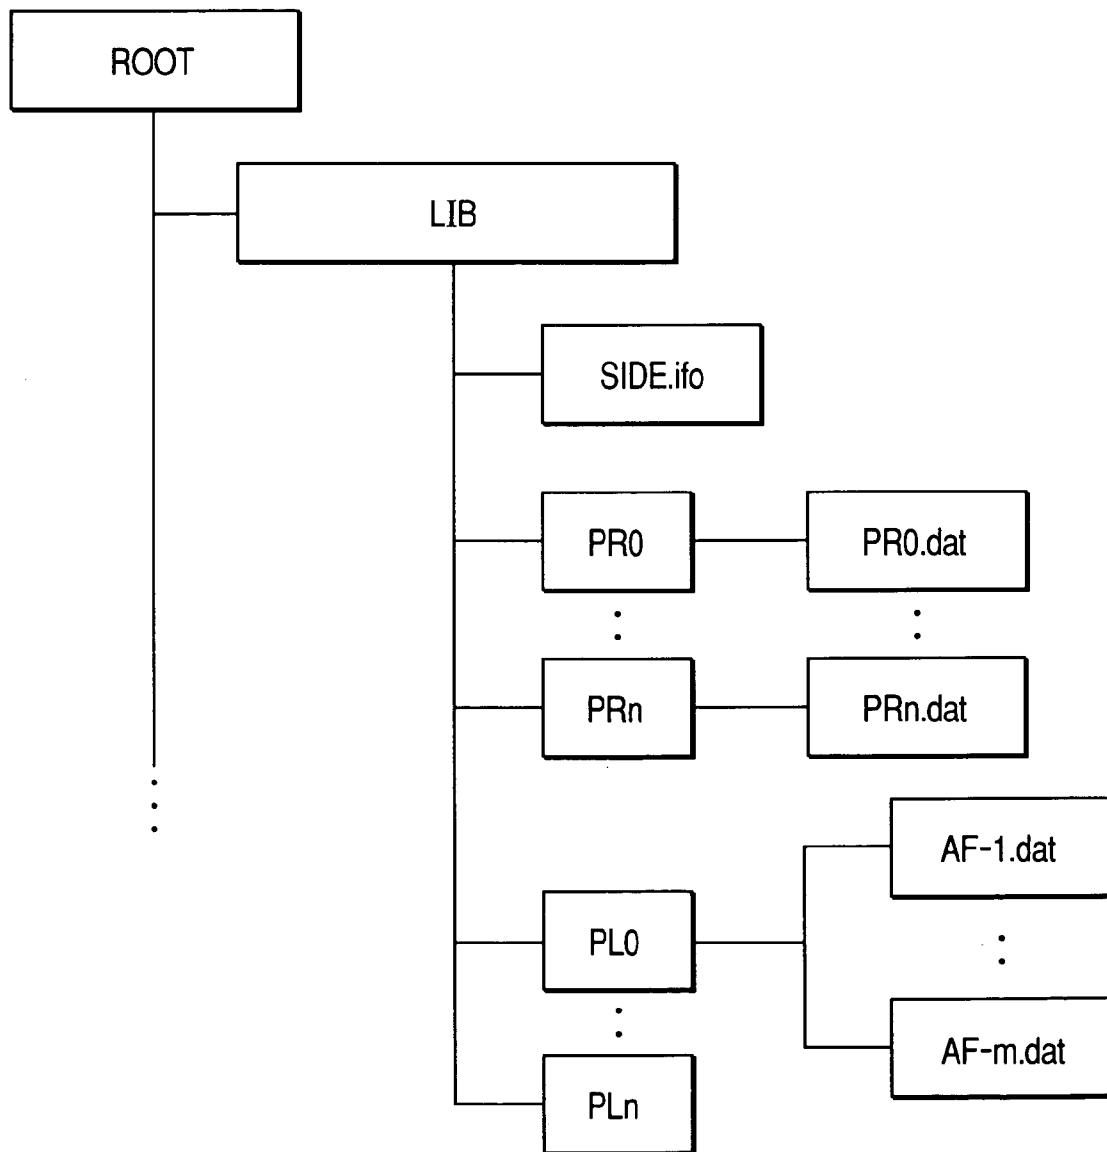 ROOT
LIB
SIDE.ifo
PR0
PR0.dat
PRn
PRn.dat
AF-1.dat
PL0
AF-m.dat
PLn